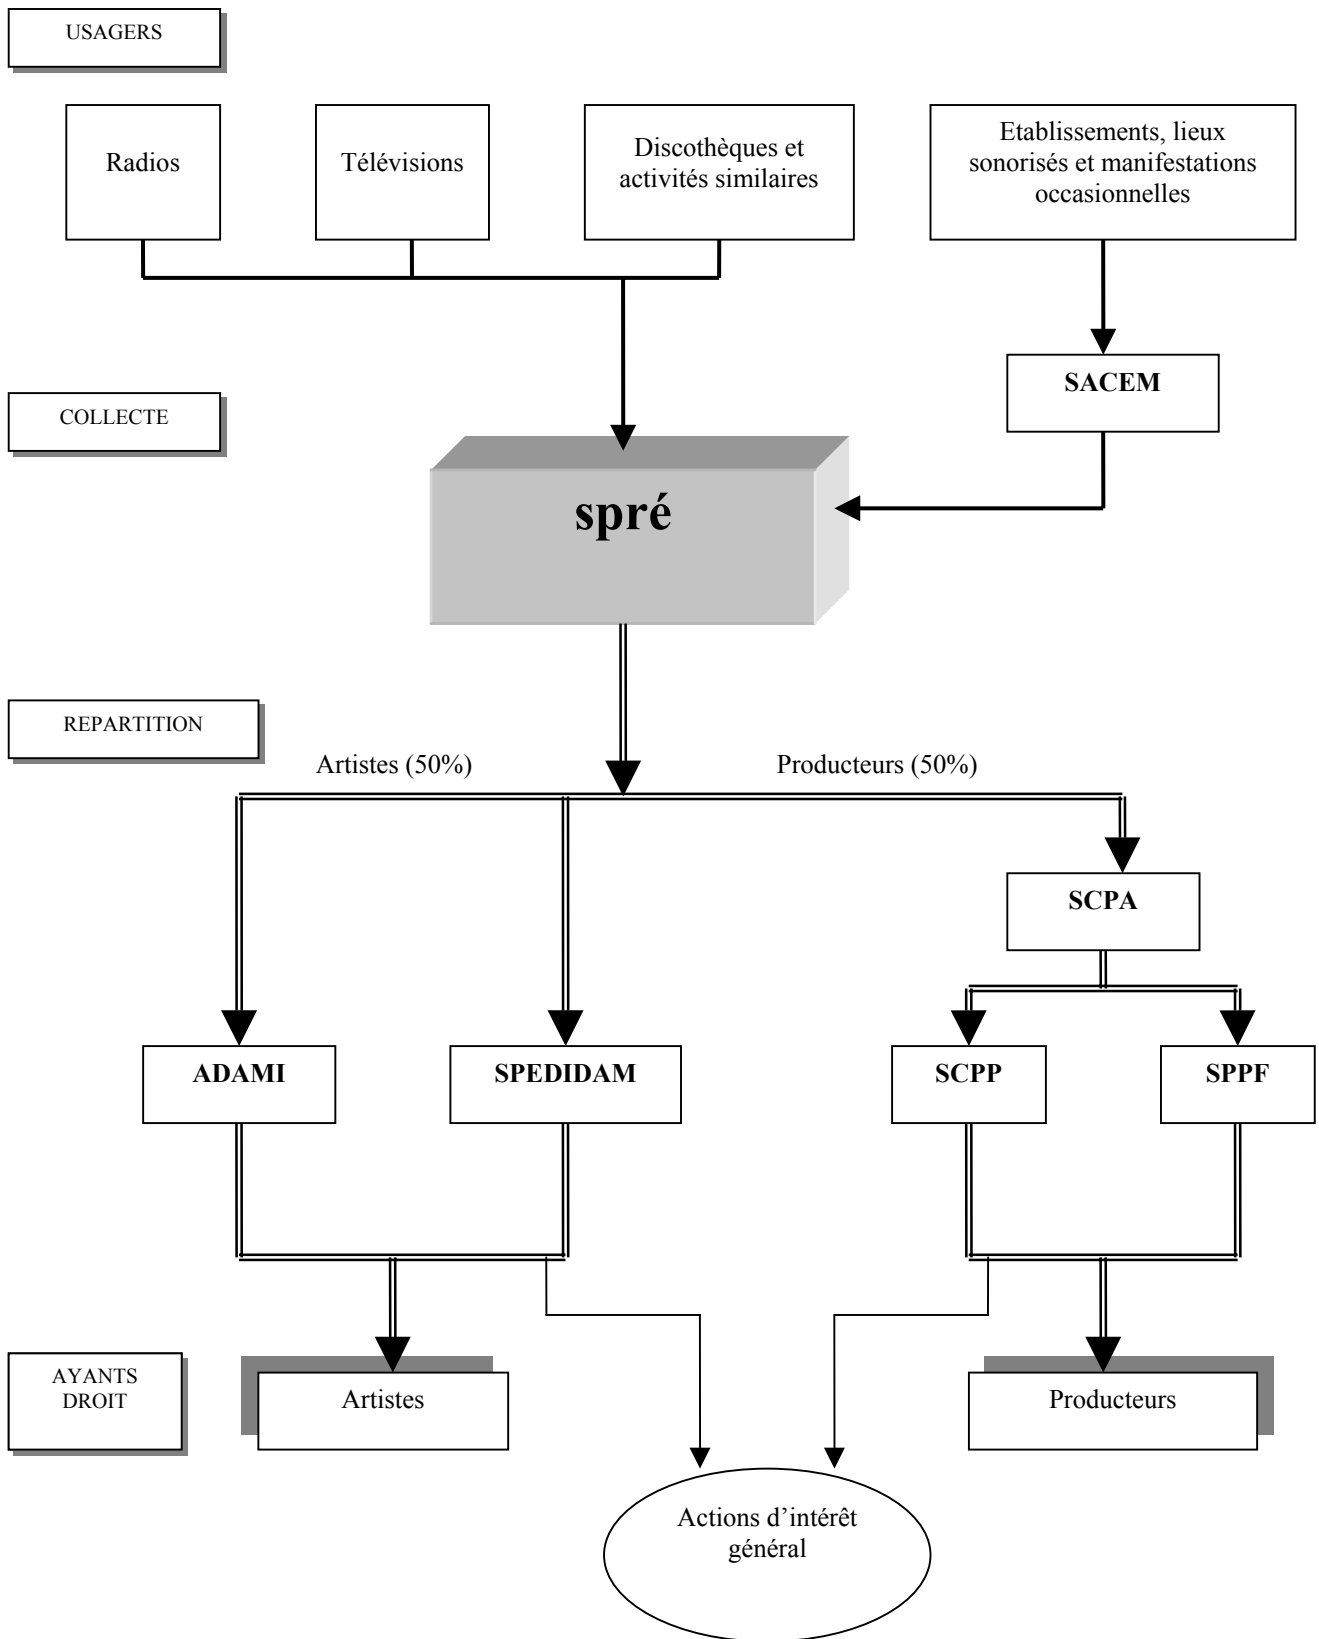 USAGERS
Radios
Télévisions
Discothèques et
activités similaires
Etablissements, lieux
sonorisés et manifestations
occasionnelles
SACEM
COLLECTE
spré
REPARTITION
Artistes (50%)
Producteurs (50%)
SCPA
ADAMI
SPEDIDAM
SCPP
SPPF
AYANTS
DROIT
Artistes
Producteurs
Actions d’intérêt
général